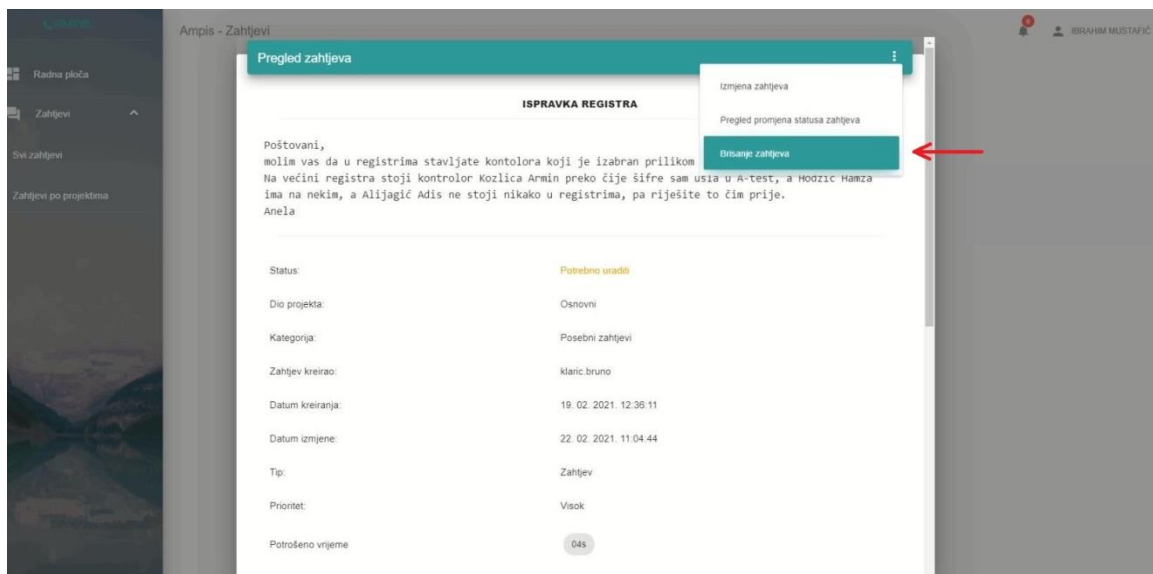 Ampis - Zahtjevi
IBRAHIM MUSTAFIĆ
Radna ploča
Zahtjevi
Svi zahtjevi
Zahtjevi po projektima
Pregled zahtjeva
Izmjena zahtjeva
Pregled promjena statusa zahtjeva
Brisanje zahtjeva
ISPRAVKA REGISTRA
Poštovani,
molim vas da u registrima stavljate kontolora koji je izabran prilikom
Na većini registra stoji kontrolor Kozlica Armin preko čije šifre sam ušla u A-test, a Hodzic Hamza
ima na nekim, a Alijagić Adis ne stoji nikako u registrima, pa riješite to čim prije.
Anela
Status: Potrebno uraditi
Dio projekta: Osnovni
Kategorija: Posebni zahtjevi
Zahtjev kreirao: klaric.bruno
Datum kreiranja: 19. 02. 2021. 12:36:11
Datum izmjene: 22. 02. 2021. 11:04:44
Tip: Zahtjev
Prioritet: Visok
Potrošeno vrijeme 04s